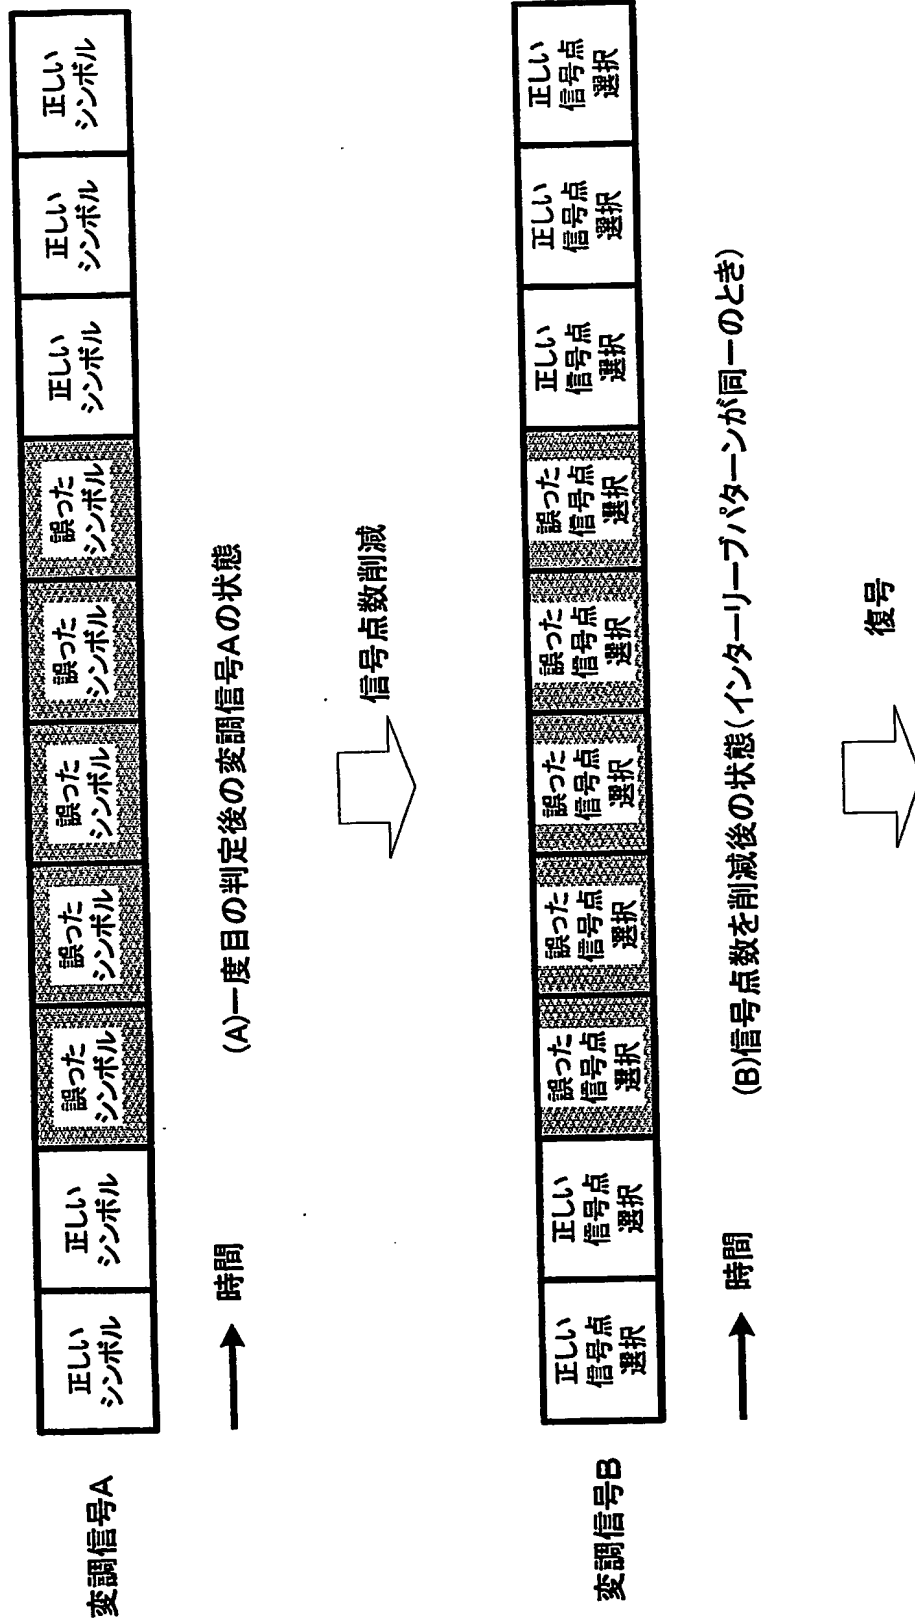 変調信号A
正しい
シンボル
正しい
シンボル
誤った
シンボル
誤った
シンボル
誤った
シンボル
誤った
シンボル
誤った
シンボル
正しい
シンボル
正しい
シンボル
正しい
シンボル
時間
(A)一度目の判定後の変調信号Aの状態
信号点数削減
変調信号B
正しい
信号点
選択
正しい
信号点
選択
誤った
信号点
選択
誤った
信号点
選択
誤った
信号点
選択
誤った
信号点
選択
誤った
信号点
選択
正しい
信号点
選択
正しい
信号点
選択
正しい
信号点
選択
時間
(B)信号点数を削減後の状態(インターリーブパターンが同一のとき)
復号